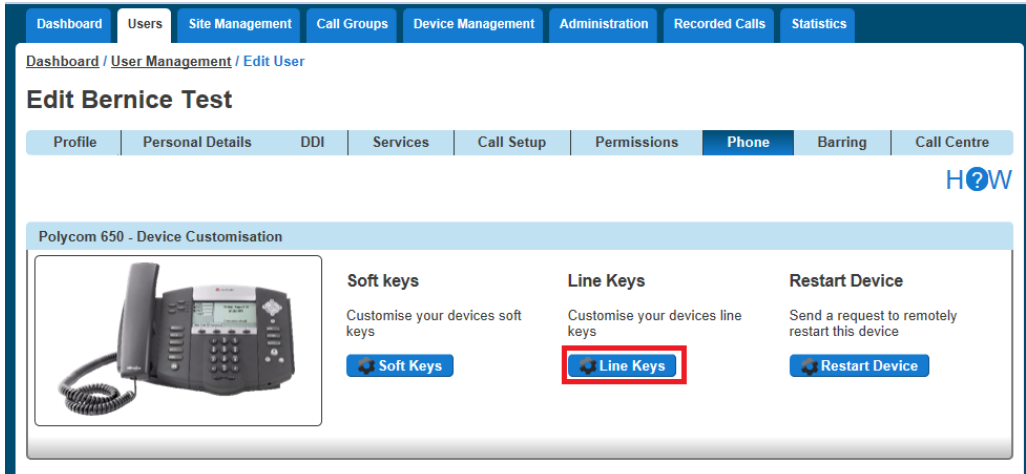 Dashboard Users Site Management Call Groups Device Management Administration Recorded Calls Statistics
Dashboard / User Management / Edit User
Edit Bernice Test
Profile Personal Details DDI Services Call Setup Permissions Phone Barring Call Centre
H?W
Polycom 650 - Device Customisation
Soft keys
Customise your devices soft
keys
Soft Keys
Line Keys
Customise your devices line
keys
Line Keys
Restart Device
Send a request to remotely
restart this device
Restart Device